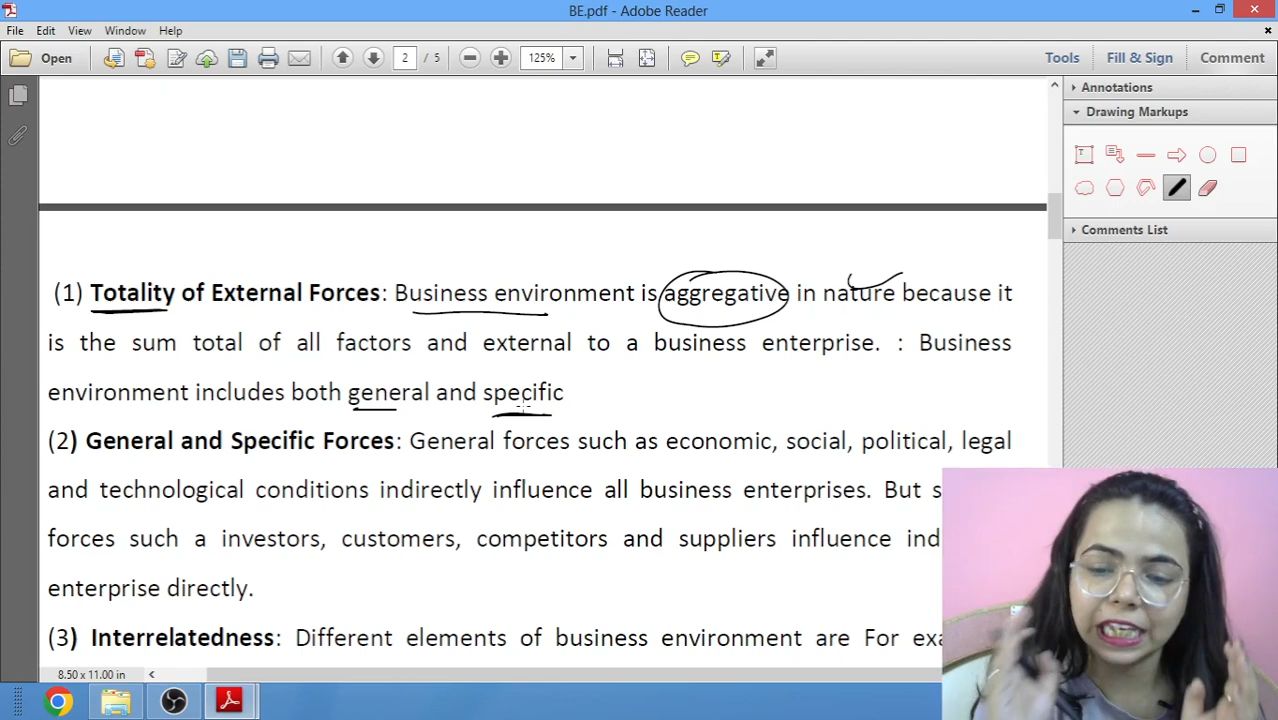 BE.pdf - Adobe Reader
File Edit View Window Help
Open 2 / 5 125% Tools Fill & Sign Comment
Annotations
Drawing Markups
T
Comments List
(1) Totality of External Forces: Business environment is aggregative in nature because it
is the sum total of all factors and external to a business enterprise. : Business
environment includes both general and specific
(2) General and Specific Forces: General forces such as economic, social, political, legal
and technological conditions indirectly influence all business enterprises. But
forces such a investors, customers, competitors and suppliers influence
enterprise directly.
(3) Interrelatedness: Different elements of business environment are For
8.50 x 11.00 in